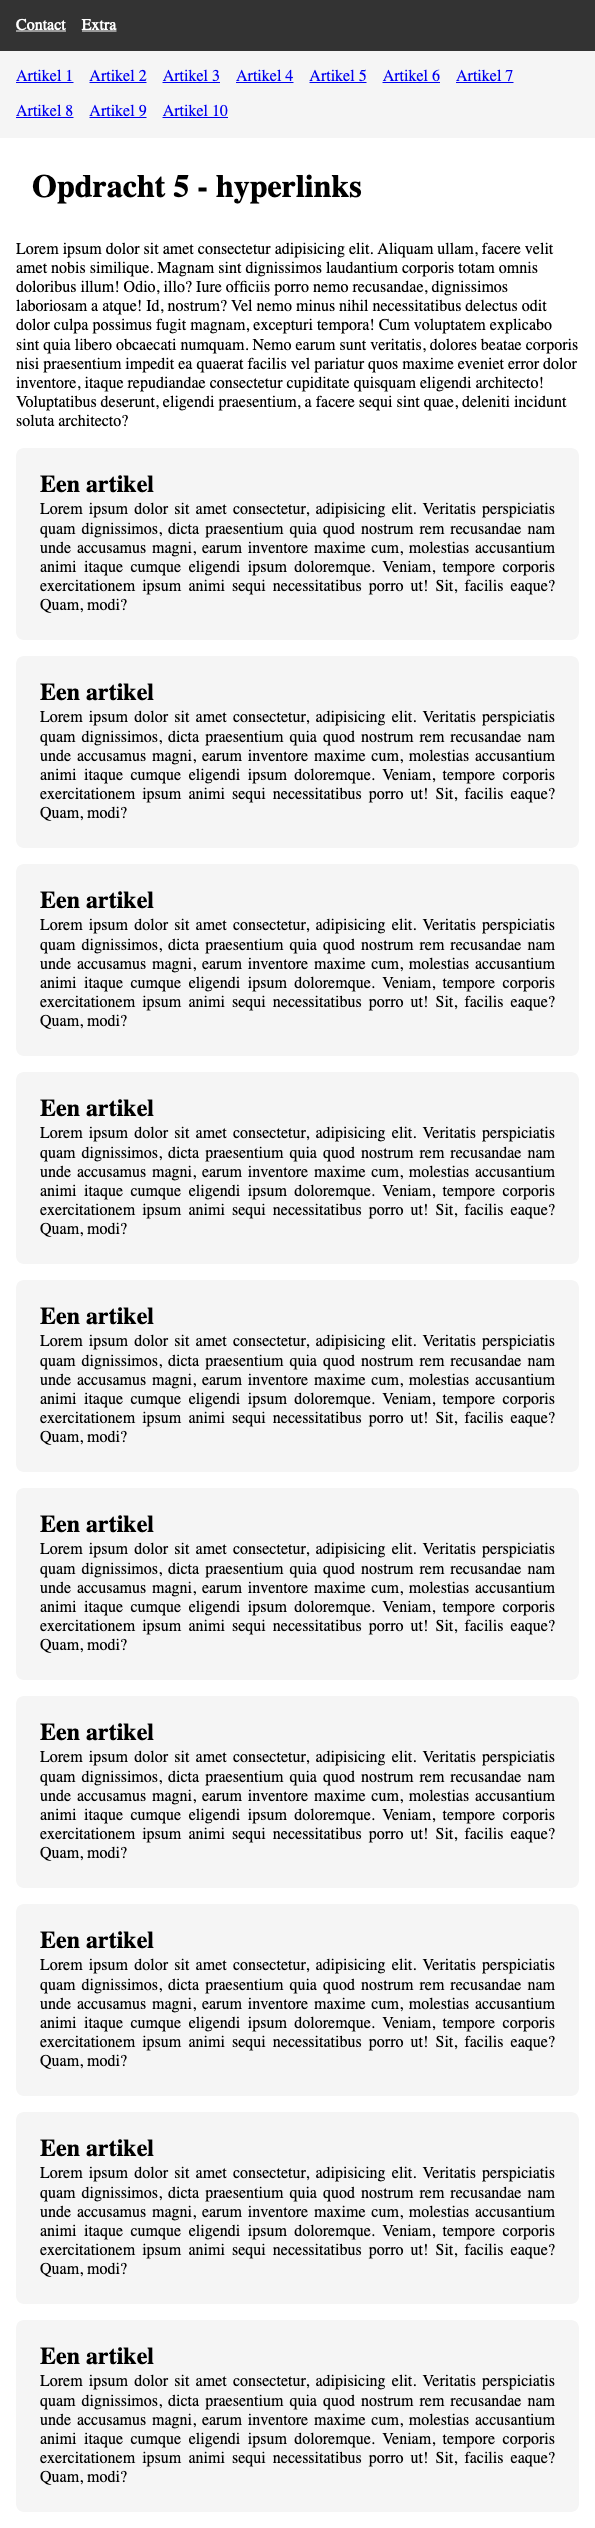 Contact Extra
Artikel 1 Artikel 2 Artikel 3 Artikel 4 Artikel 5 Artikel 6 Artikel 7
Artikel 8 Artikel 9 Artikel 10
Opdracht 5 - hyperlinks
Lorem ipsum dolor sit amet consectetur adipisicing elit. Aliquam ullam, facere velit
amet nobis similique. Magnam sint dignissimos laudantium corporis totam omnis
doloribus illum! Odio, illo? Iure officiis porro nemo recusandae, dignissimos
laboriosam a atque! Id, nostrum? Vel nemo minus nihil necessitatibus delectus odit
dolor culpa possimus fugit magnam, excepturi tempora! Cum voluptatem explicabo
sint quia libero obcaecati numquam. Nemo earum sunt veritatis, dolores beatae corporis
nisi praesentium impedit ea quaerat facilis vel pariatur quos maxime eveniet error dolor
inventore, itaque repudiandae consectetur cupiditate quisquam eligendi architecto!
Voluptatibus deserunt, eligendi praesentium, a facere sequi sint quae, deleniti incidunt
soluta architecto?
Een artikel
Lorem ipsum dolor sit amet consectetur, adipisicing elit. Veritatis perspiciatis
quam dignissimos, dicta praesentium quia quod nostrum rem recusandae nam
unde accusamus magni, earum inventore maxime cum, molestias accusantium
animi itaque cumque eligendi ipsum doloremque. Veniam, tempore corporis
exercitationem ipsum animi sequi necessitatibus porro ut! Sit, facilis eaque?
Quam, modi?
Een artikel
Lorem ipsum dolor sit amet consectetur, adipisicing elit. Veritatis perspiciatis
quam dignissimos, dicta praesentium quia quod nostrum rem recusandae nam
unde accusamus magni, earum inventore maxime cum, molestias accusantium
animi itaque cumque eligendi ipsum doloremque. Veniam, tempore corporis
exercitationem ipsum animi sequi necessitatibus porro ut! Sit, facilis eaque?
Quam, modi?
Een artikel
Lorem ipsum dolor sit amet consectetur, adipisicing elit. Veritatis perspiciatis
quam dignissimos, dicta praesentium quia quod nostrum rem recusandae nam
unde accusamus magni, earum inventore maxime cum, molestias accusantium
animi itaque cumque eligendi ipsum doloremque. Veniam, tempore corporis
exercitationem ipsum animi sequi necessitatibus porro ut! Sit, facilis eaque?
Quam, modi?
Een artikel
Lorem ipsum dolor sit amet consectetur, adipisicing elit. Veritatis perspiciatis
quam dignissimos, dicta praesentium quia quod nostrum rem recusandae nam
unde accusamus magni, earum inventore maxime cum, molestias accusantium
animi itaque cumque eligendi ipsum doloremque. Veniam, tempore corporis
exercitationem ipsum animi sequi necessitatibus porro ut! Sit, facilis eaque?
Quam, modi?
Een artikel
Lorem ipsum dolor sit amet consectetur, adipisicing elit. Veritatis perspiciatis
quam dignissimos, dicta praesentium quia quod nostrum rem recusandae nam
unde accusamus magni, earum inventore maxime cum, molestias accusantium
animi itaque cumque eligendi ipsum doloremque. Veniam, tempore corporis
exercitationem ipsum animi sequi necessitatibus porro ut! Sit, facilis eaque?
Quam, modi?
Een artikel
Lorem ipsum dolor sit amet consectetur, adipisicing elit. Veritatis perspiciatis
quam dignissimos, dicta praesentium quia quod nostrum rem recusandae nam
unde accusamus magni, earum inventore maxime cum, molestias accusantium
animi itaque cumque eligendi ipsum doloremque. Veniam, tempore corporis
exercitationem ipsum animi sequi necessitatibus porro ut! Sit, facilis eaque?
Quam, modi?
Een artikel
Lorem ipsum dolor sit amet consectetur, adipisicing elit. Veritatis perspiciatis
quam dignissimos, dicta praesentium quia quod nostrum rem recusandae nam
unde accusamus magni, earum inventore maxime cum, molestias accusantium
animi itaque cumque eligendi ipsum doloremque. Veniam, tempore corporis
exercitationem ipsum animi sequi necessitatibus porro ut! Sit, facilis eaque?
Quam, modi?
Een artikel
Lorem ipsum dolor sit amet consectetur, adipisicing elit. Veritatis perspiciatis
quam dignissimos, dicta praesentium quia quod nostrum rem recusandae nam
unde accusamus magni, earum inventore maxime cum, molestias accusantium
animi itaque cumque eligendi ipsum doloremque. Veniam, tempore corporis
exercitationem ipsum animi sequi necessitatibus porro ut! Sit, facilis eaque?
Quam, modi?
Een artikel
Lorem ipsum dolor sit amet consectetur, adipisicing elit. Veritatis perspiciatis
quam dignissimos, dicta praesentium quia quod nostrum rem recusandae nam
unde accusamus magni, earum inventore maxime cum, molestias accusantium
animi itaque cumque eligendi ipsum doloremque. Veniam, tempore corporis
exercitationem ipsum animi sequi necessitatibus porro ut! Sit, facilis eaque?
Quam, modi?
Een artikel
Lorem ipsum dolor sit amet consectetur, adipisicing elit. Veritatis perspiciatis
quam dignissimos, dicta praesentium quia quod nostrum rem recusandae nam
unde accusamus magni, earum inventore maxime cum, molestias accusantium
animi itaque cumque eligendi ipsum doloremque. Veniam, tempore corporis
exercitationem ipsum animi sequi necessitatibus porro ut! Sit, facilis eaque?
Quam, modi?